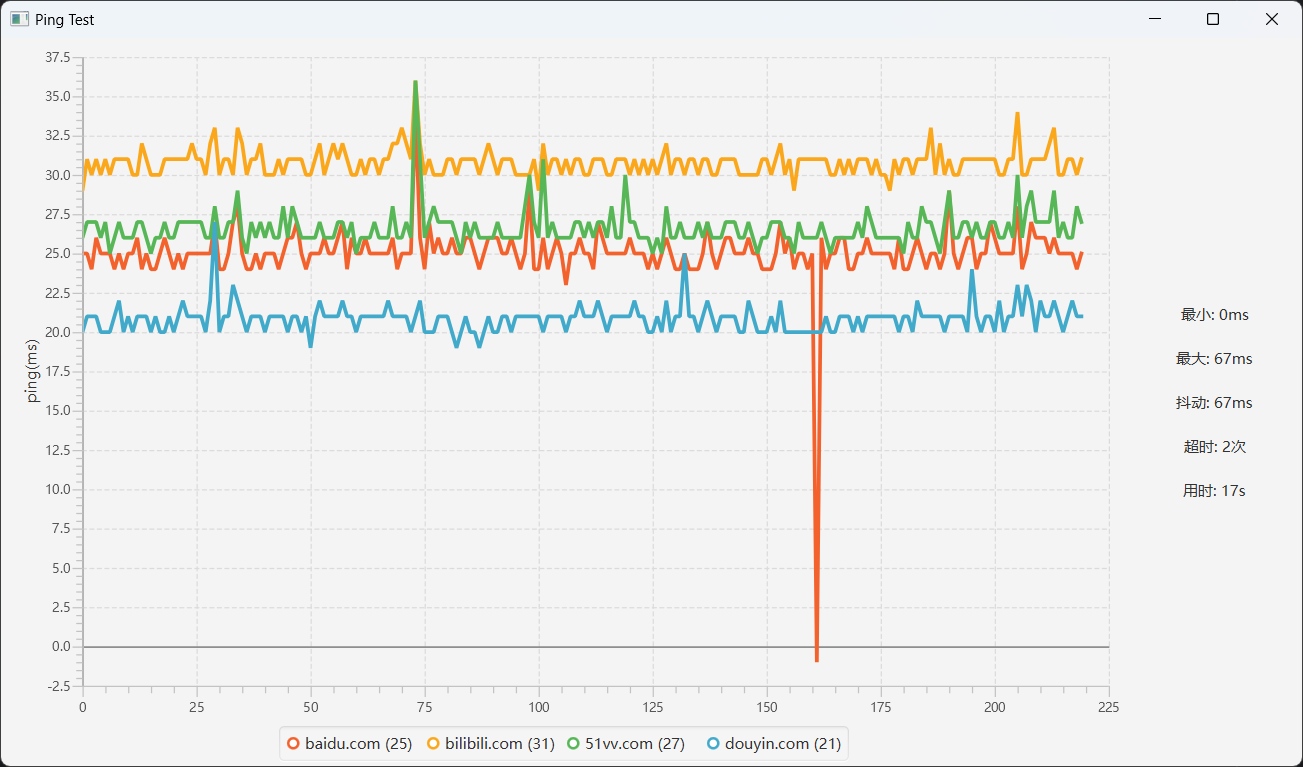 Ping Test
37.5
35.0
32.5
30.0
27.5
25.0
22.5
20.0
17.5
15.0
12.5
10.0
7.5
5.0
2.5
0.0
-2.5
ping(ms)
0 25 50 75 100 125 150 175 200 225
baidu.com (25) bilibili.com (31) 51vv.com (27) douyin.com (21)
最小: 0ms
最大: 67ms
抖动: 67ms
超时: 2次
用时: 17s